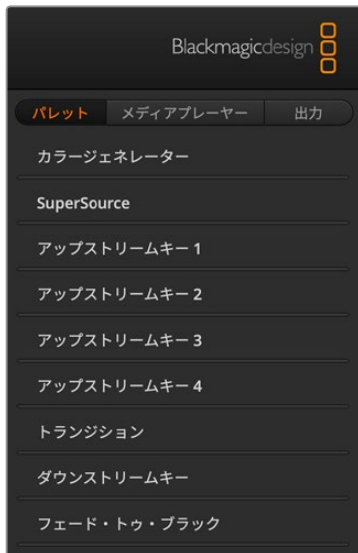 Blackmagicdesign
パレット メディアプレーヤー 出力
カラージェネレーター
SuperSource
アップストリームキー 1
アップストリームキー 2
アップストリームキー 3
アップストリームキー 4
トランジション
ダウンストリームキー
フェード・トゥ・ブラック